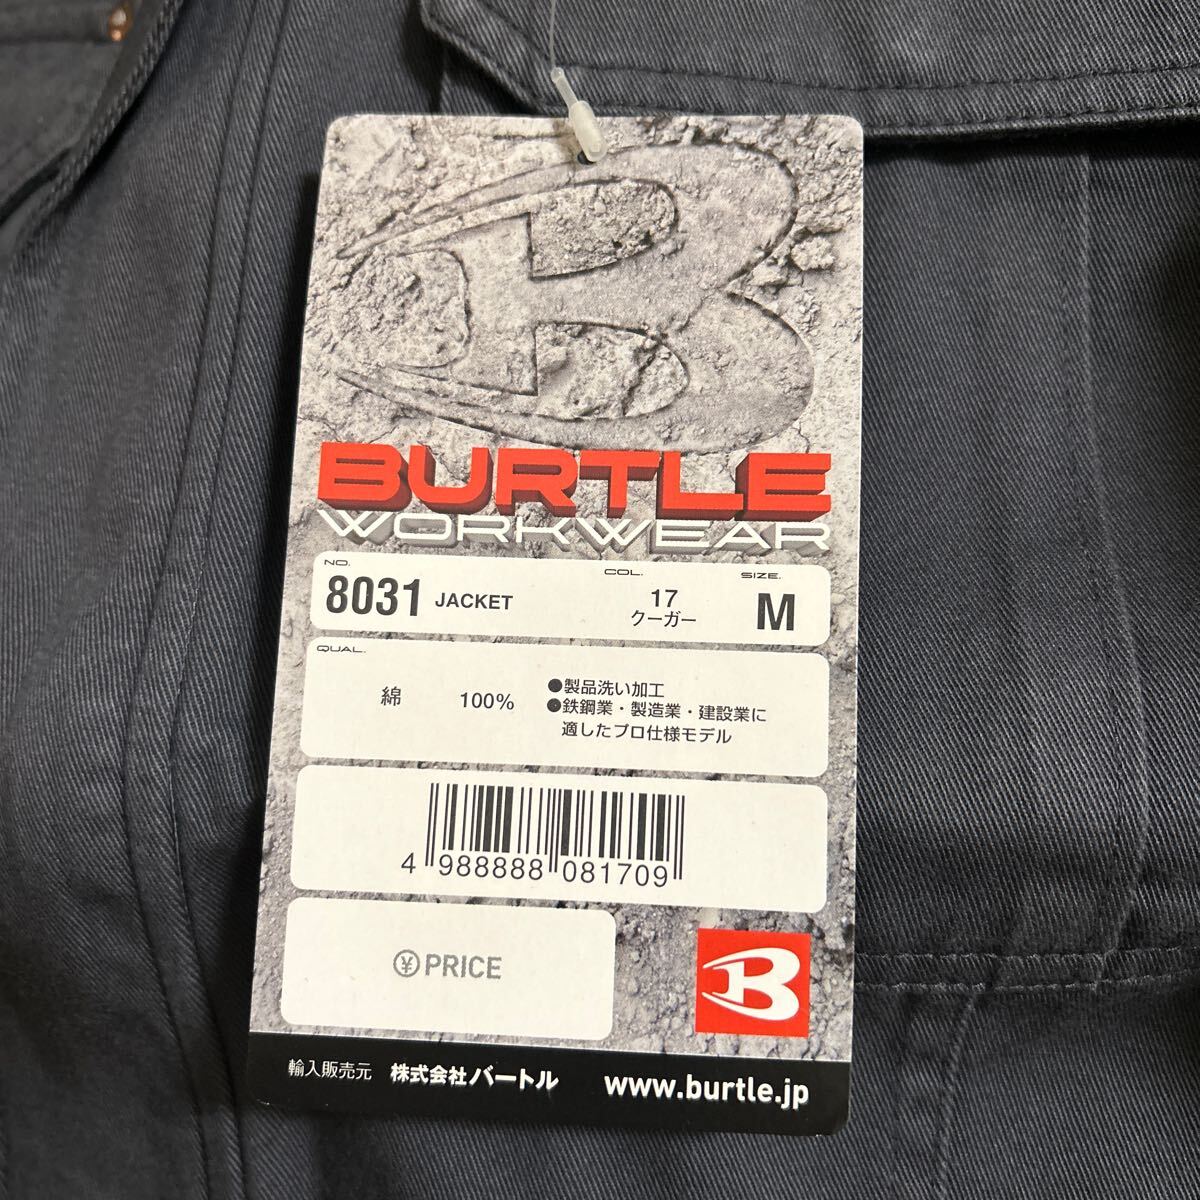 BURTLE
WORKWEAR
NO. COL. SIZE.
8031 JACKET 17 クーガー M
QUAL.
綿 100%
●製品洗い加工
●鉄鋼業・製造業・建設業に
適したプロ仕様モデル
4 988888 081709
¥ PRICE
B
輸入販売元 株式会社バートル www.burtle.jp